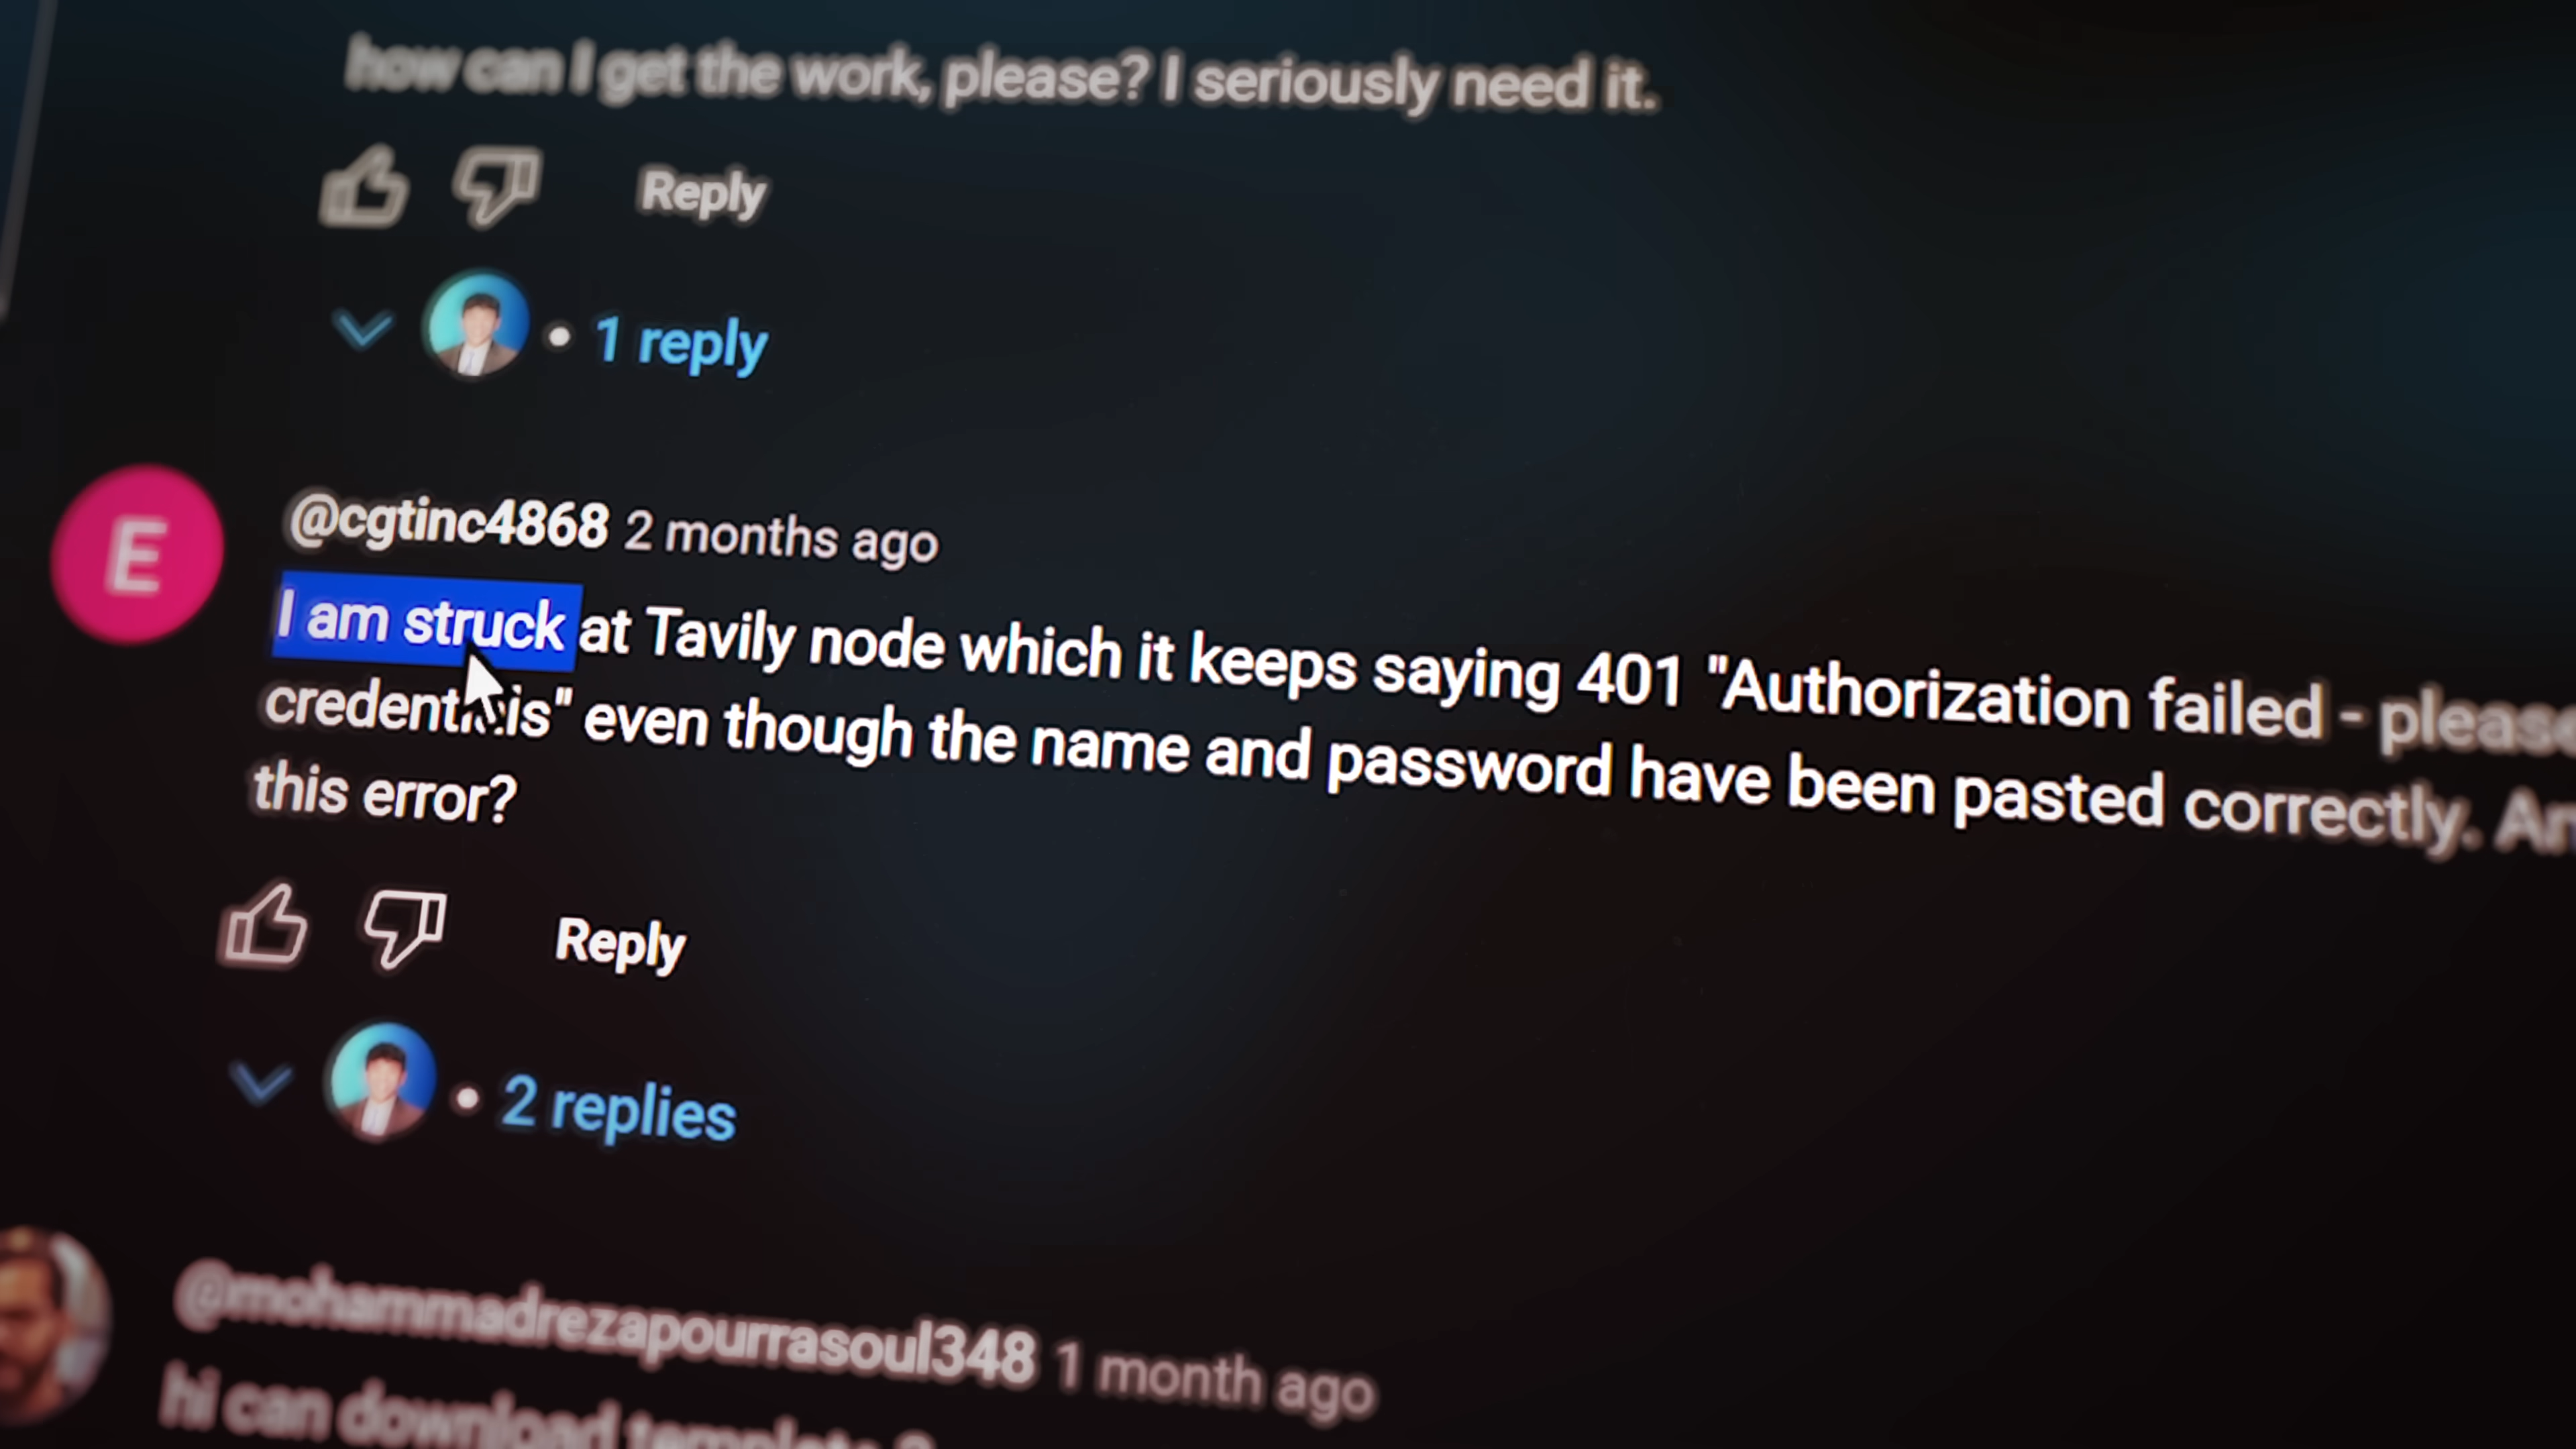 how can I get the work, please? I seriously need it.
Reply
1 reply
E
@cgtinc4868 2 months ago
I am struck at Tavily node which it keeps saying 401 "Authorization failed - please
even though the name and password have been pasted correctly.
this error?
Reply
2 replies
@mohammadrezapourrasoul348 1 month ago
hi can download template ?